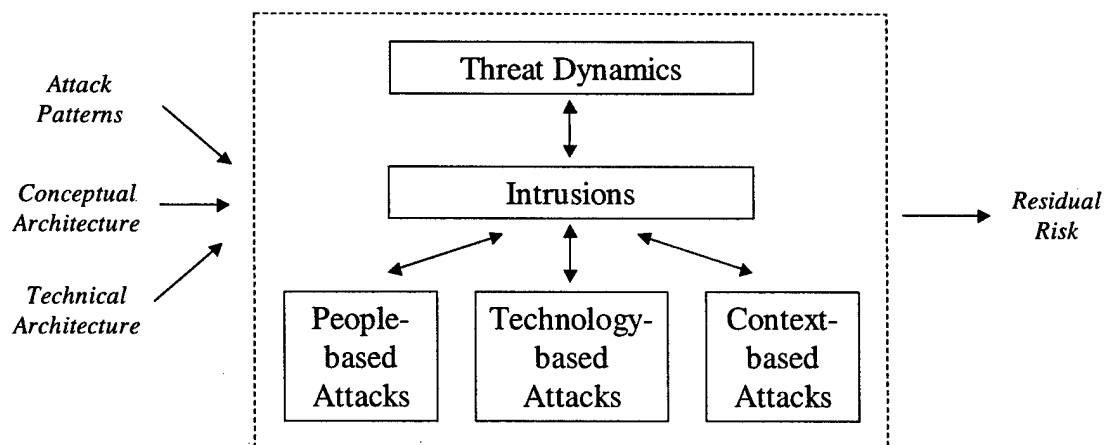 Attack
Patterns
Conceptual
Architecture
Technical
Architecture
Threat Dynamics
Intrusions
People-
based
Attacks
Technology-
based
Attacks
Context-
based
Attacks
Residual
Risk